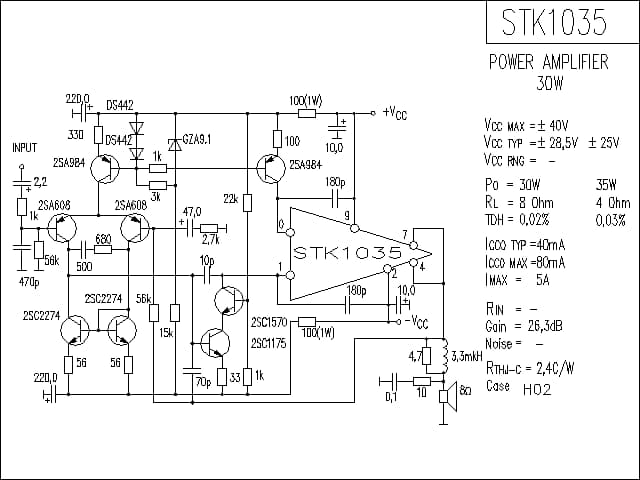 STK1035
POWER AMPLIFIER
30W
VCC MAX = ± 40V
VCC TYP = ± 28,5V ± 25V
VCC RNG = –
PO = 30W 35W
RL = 8 Ohm 4 Ohm
TDH = 0,02% 0,03%
ICCO TYP =40mA
ICCO MAX =80mA
IMAX = 5A
RIN = –
Gain = 26,3dB
Noise= –
RTHJ-C = 2,4C/W
Case HO2
220,0
DS442
100(1W)
+VCC
330
DS442
GZA9.1
100
10,0
INPUT
2SA984
1k
2SA984
180p
2,2
3k
22k
1k
2SA608
2SA608
47,0
0
9
7
56k
680
2,7k
STK1035
500
10p
1
2
4
470p
180p
10,0
2SC2274
2SC2274
56k
15k
2SC1570
–VCC
2SC1175
100(1W)
4,7
3,3mkH
56
56
220,0
70p
33
1k
0,1
10
8Ω